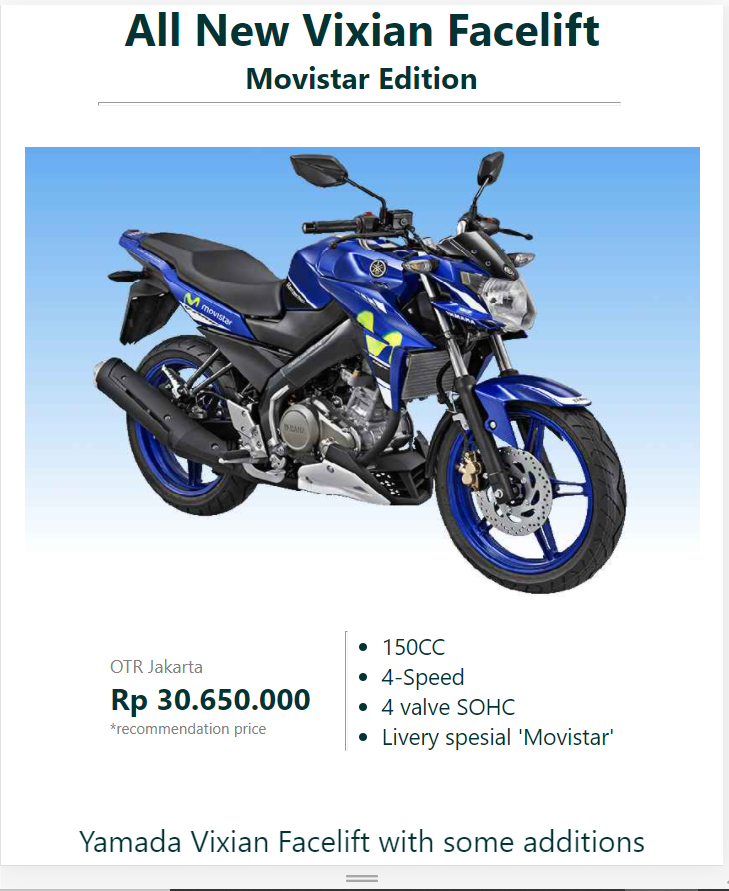 All New Vixian Facelift
Movistar Edition
movistar
YAMADA
OTR Jakarta
Rp 30.650.000
*recommendation price
150CC
4-Speed
4 valve SOHC
Livery spesial 'Movistar'
Yamada Vixian Facelift with some additions